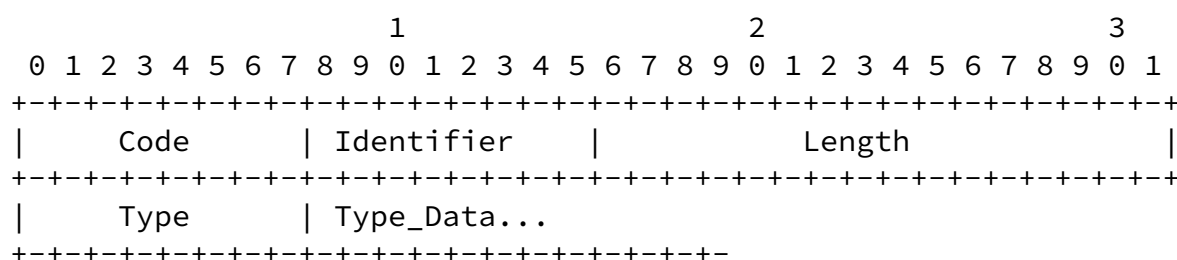 1                   2                   3
 0 1 2 3 4 5 6 7 8 9 0 1 2 3 4 5 6 7 8 9 0 1 2 3 4 5 6 7 8 9 0 1
+-+-+-+-+-+-+-+-+-+-+-+-+-+-+-+-+-+-+-+-+-+-+-+-+-+-+-+-+-+-+-+-+
|     Code      | Identifier    |           Length              |
+-+-+-+-+-+-+-+-+-+-+-+-+-+-+-+-+-+-+-+-+-+-+-+-+-+-+-+-+-+-+-+-+
|     Type      | Type_Data...
+-+-+-+-+-+-+-+-+-+-+-+-+-+-+-+-+-+-+-+-